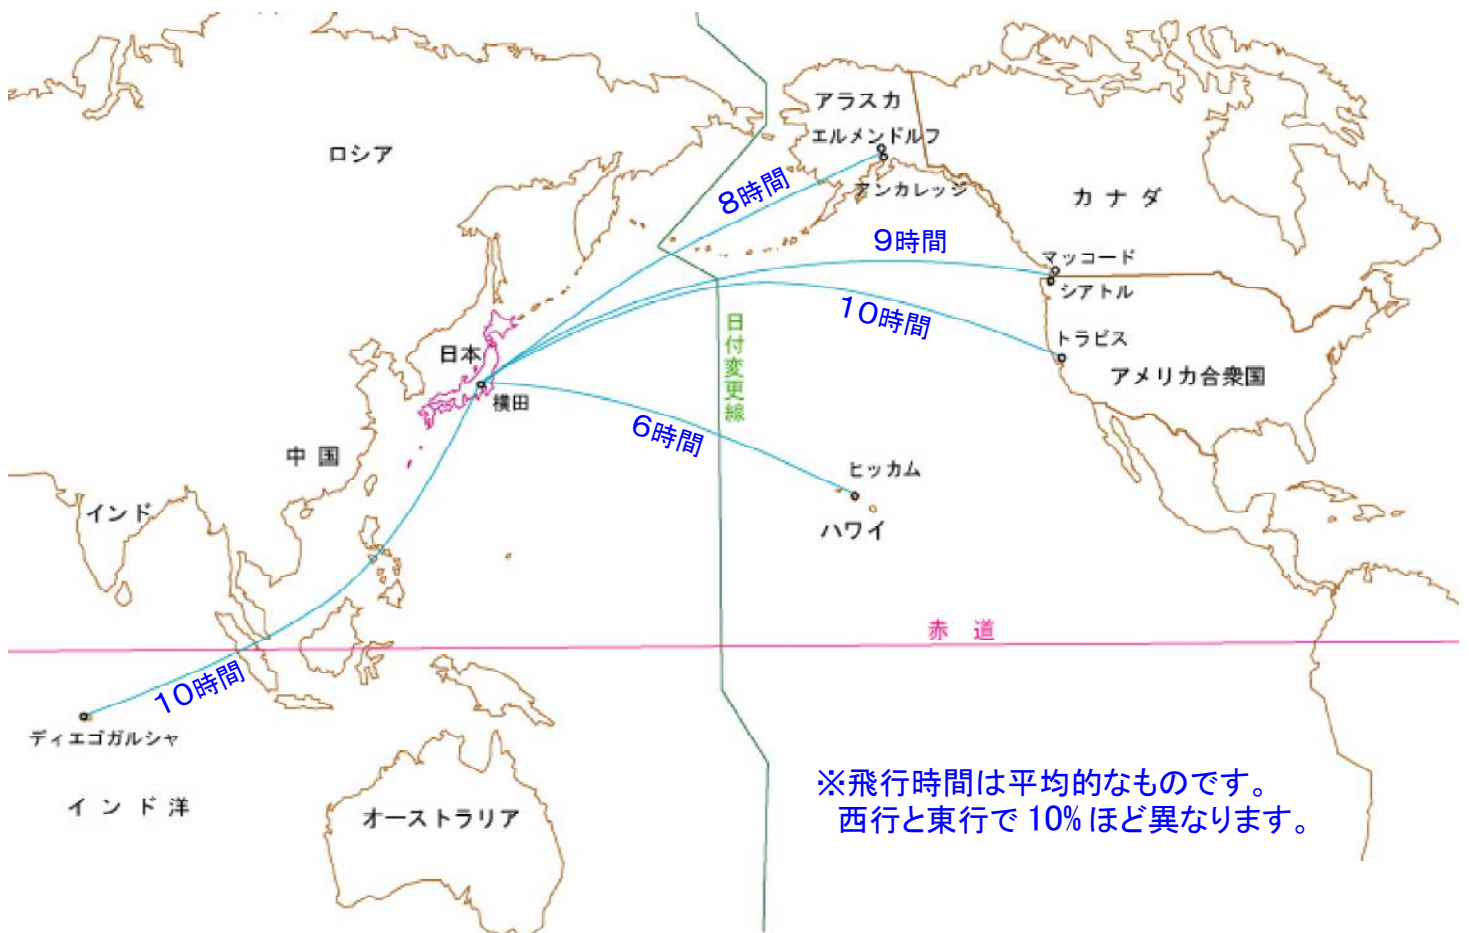 アラスカ
エルメンドルフ
ロシア
アンカレッジ
8時間
カナダ
9時間
マッコード
シアトル
10時間
日付変更線
トラビス
日本
アメリカ合衆国
横田
6時間
中国
ヒッカム
インド
ハワイ
赤道
10時間
ディエゴガルシャ
インド洋
オーストラリア
※飛行時間は平均的なものです。
西行と東行で10%ほど異なります。